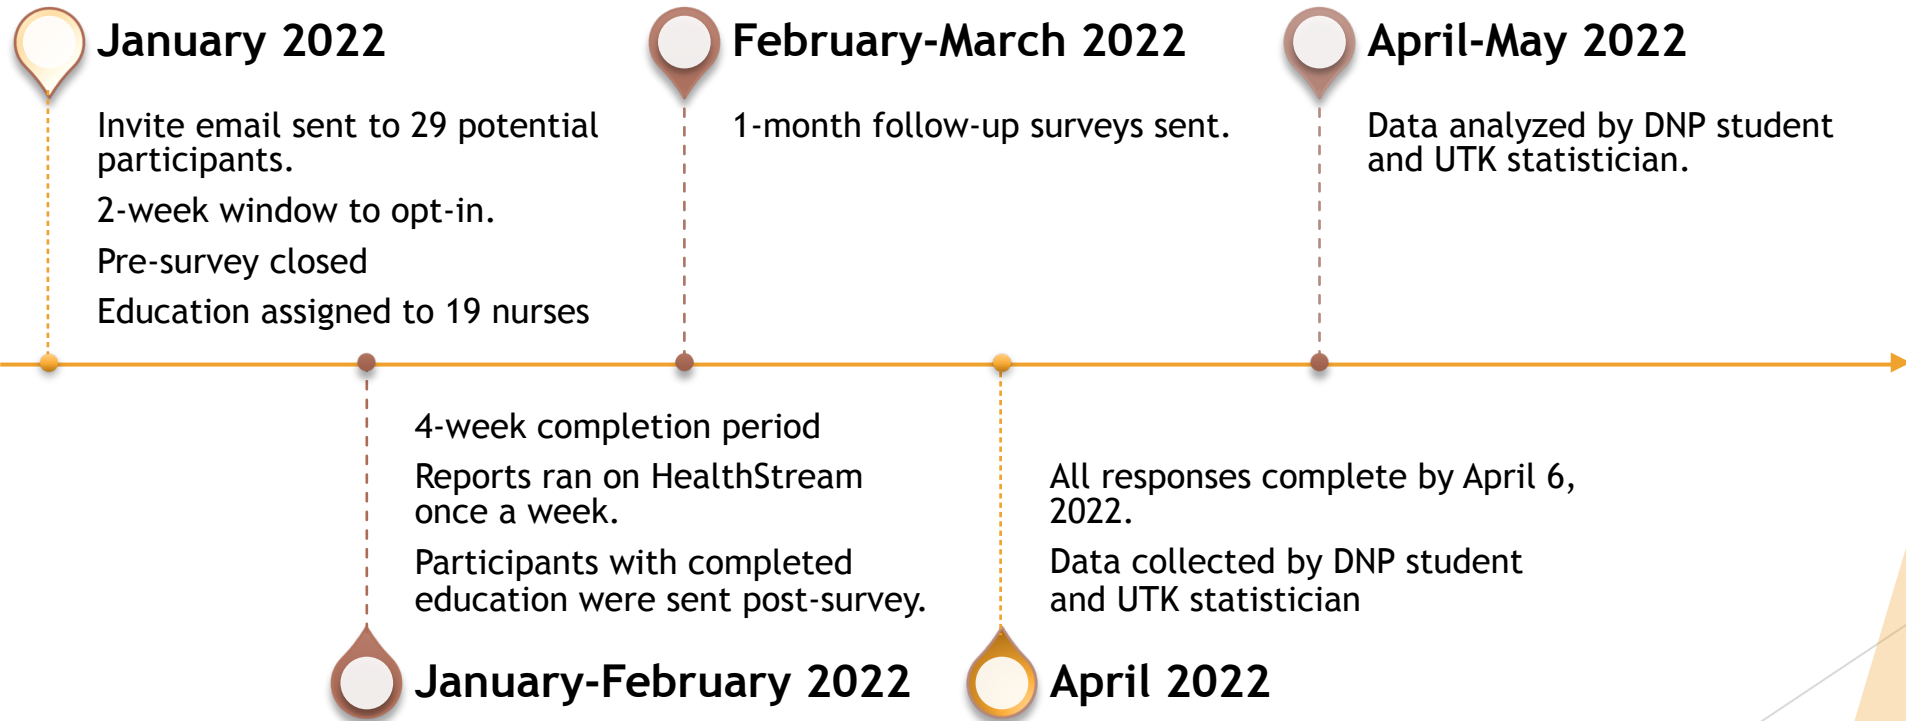 January 2022
Invite email sent to 29 potential
participants.
2-week window to opt-in.
Pre-survey closed
Education assigned to 19 nurses
February-March 2022
1-month follow-up surveys sent.
April-May 2022
Data analyzed by DNP student
and UTK statistician.
4-week completion period
Reports ran on HealthStream
once a week.
Participants with completed
education were sent post-survey.
January-February 2022
All responses complete by April 6,
2022.
Data collected by DNP student
and UTK statistician
April 2022